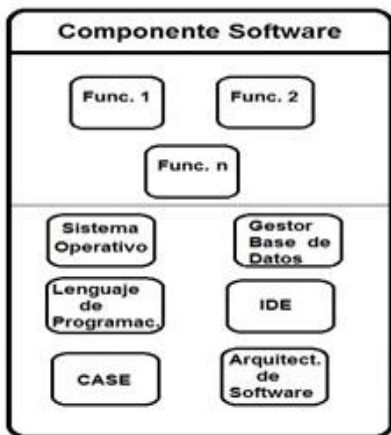 Componente Software
Func. 1
Func. 2
Func. n
Sistema
Operativo
Gestor
Base de
Datos
Lenguaje
de
Programac.
IDE
CASE
Arquitect.
de
Software